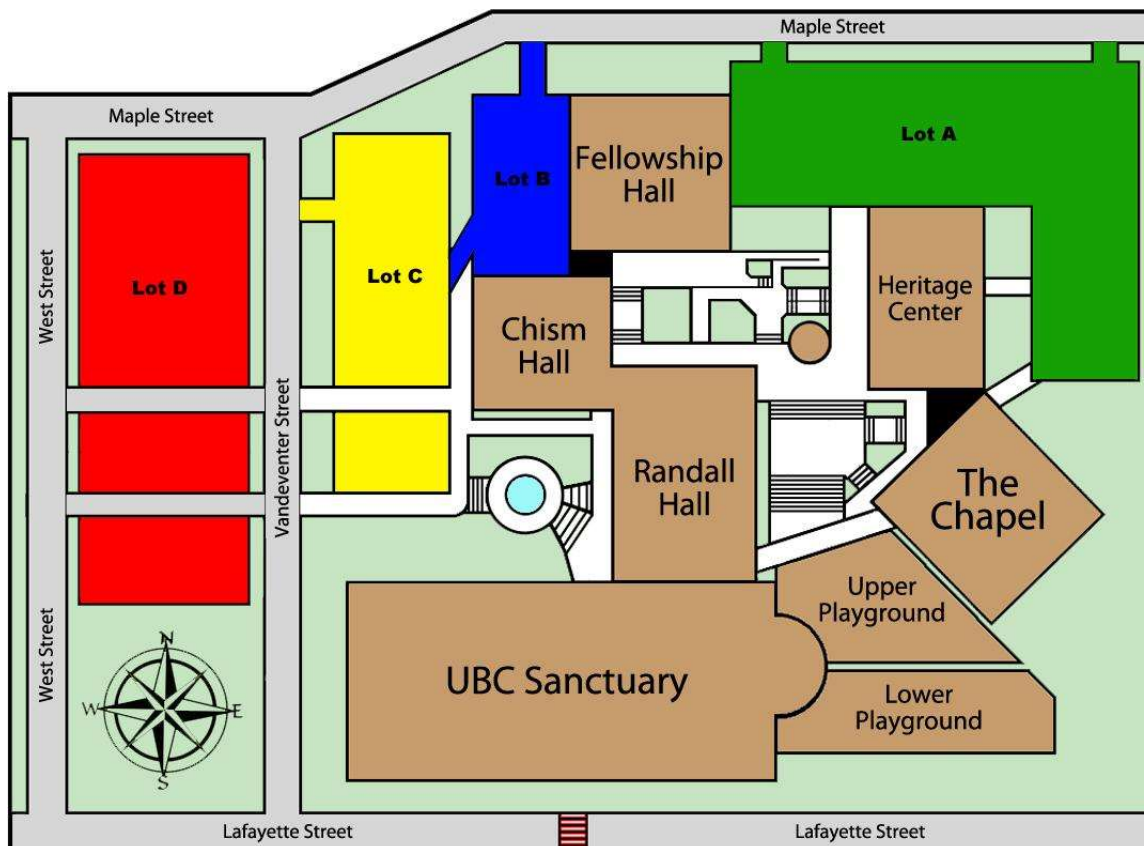 Maple Street
Maple Street
Lot A
Fellowship
Hall
Lot B
Lot C
Lot D
West Street
Heritage
Center
Chism
Hall
Vandeventer Street
Randall
Hall
The
Chapel
Upper
Playground
UBC Sanctuary
Lower
Playground
West Street
N
W
E
S
Lafayette Street
Lafayette Street